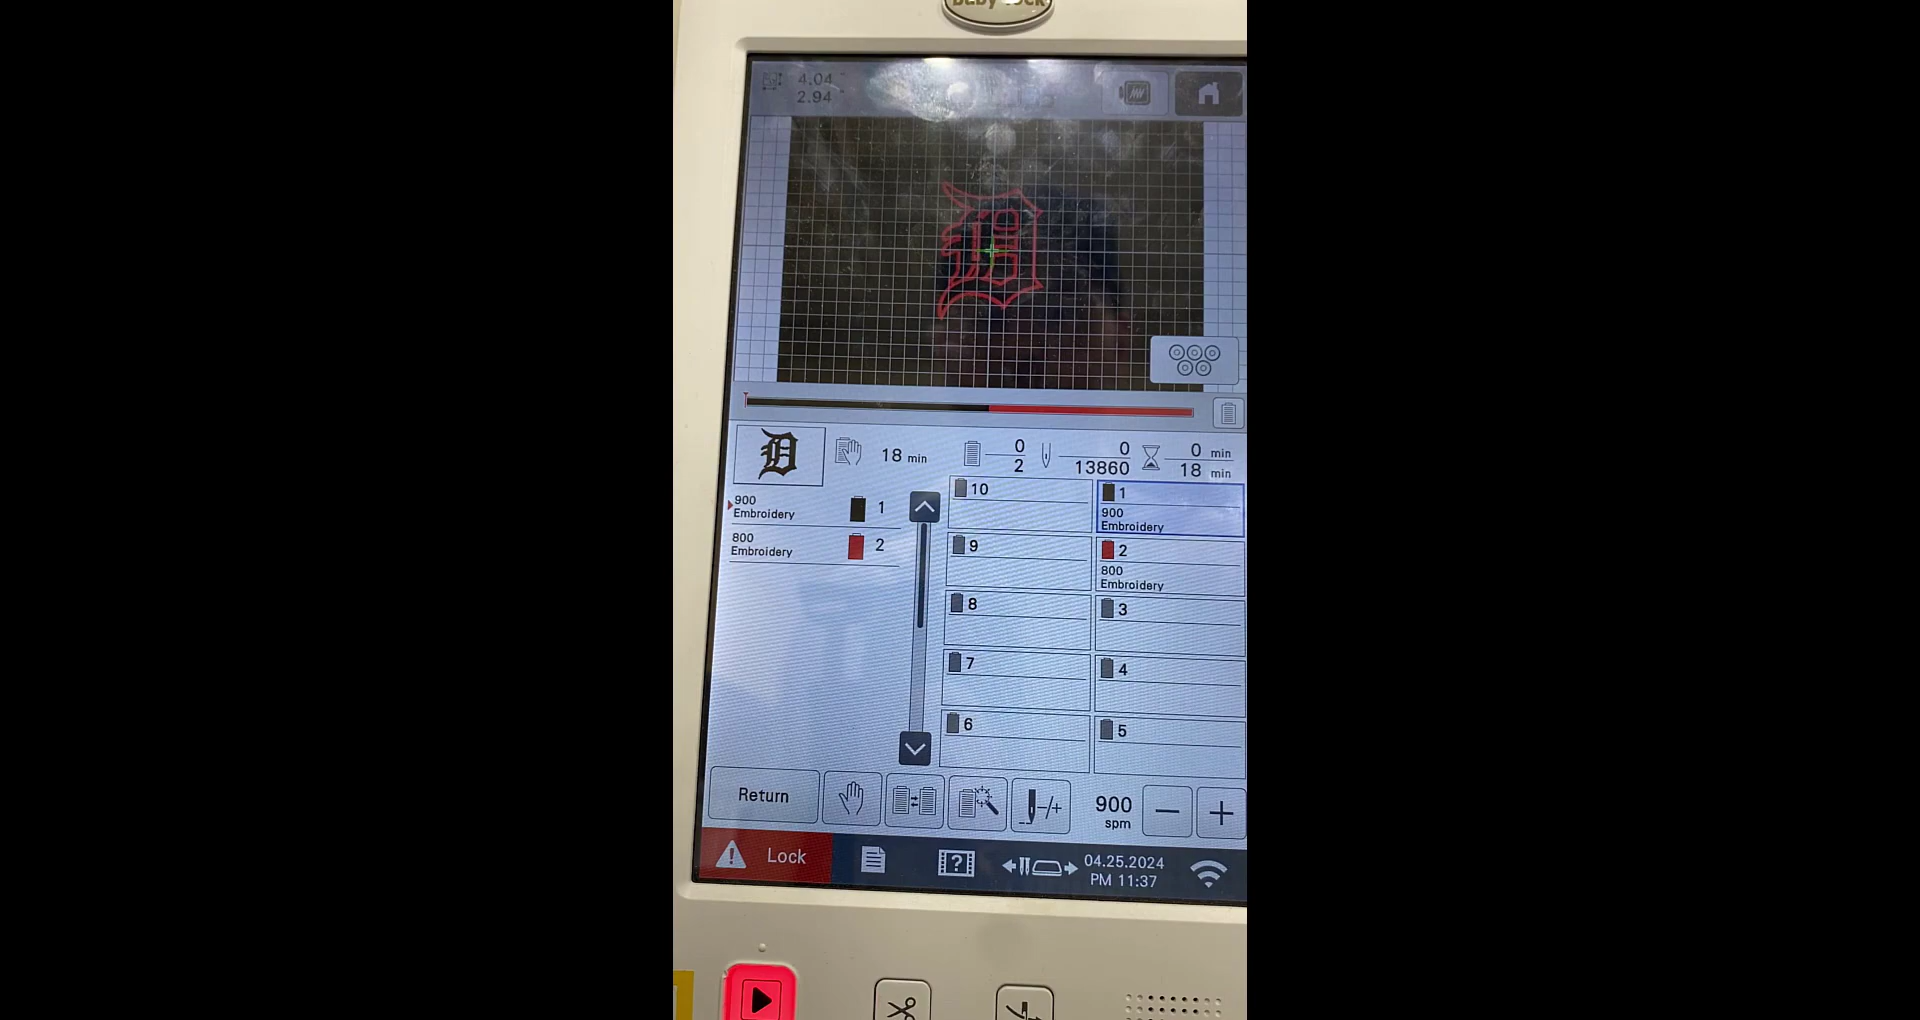 baby lock
4.04"
2.94"
18 min
0
2
0
13860
0 min
18 min
900
Embroidery
1
800
Embroidery
2
10
1
900
Embroidery
9
2
800
Embroidery
8
3
7
4
6
5
Return
-/+
900
spm
Lock
?
04.25.2024
PM 11:37